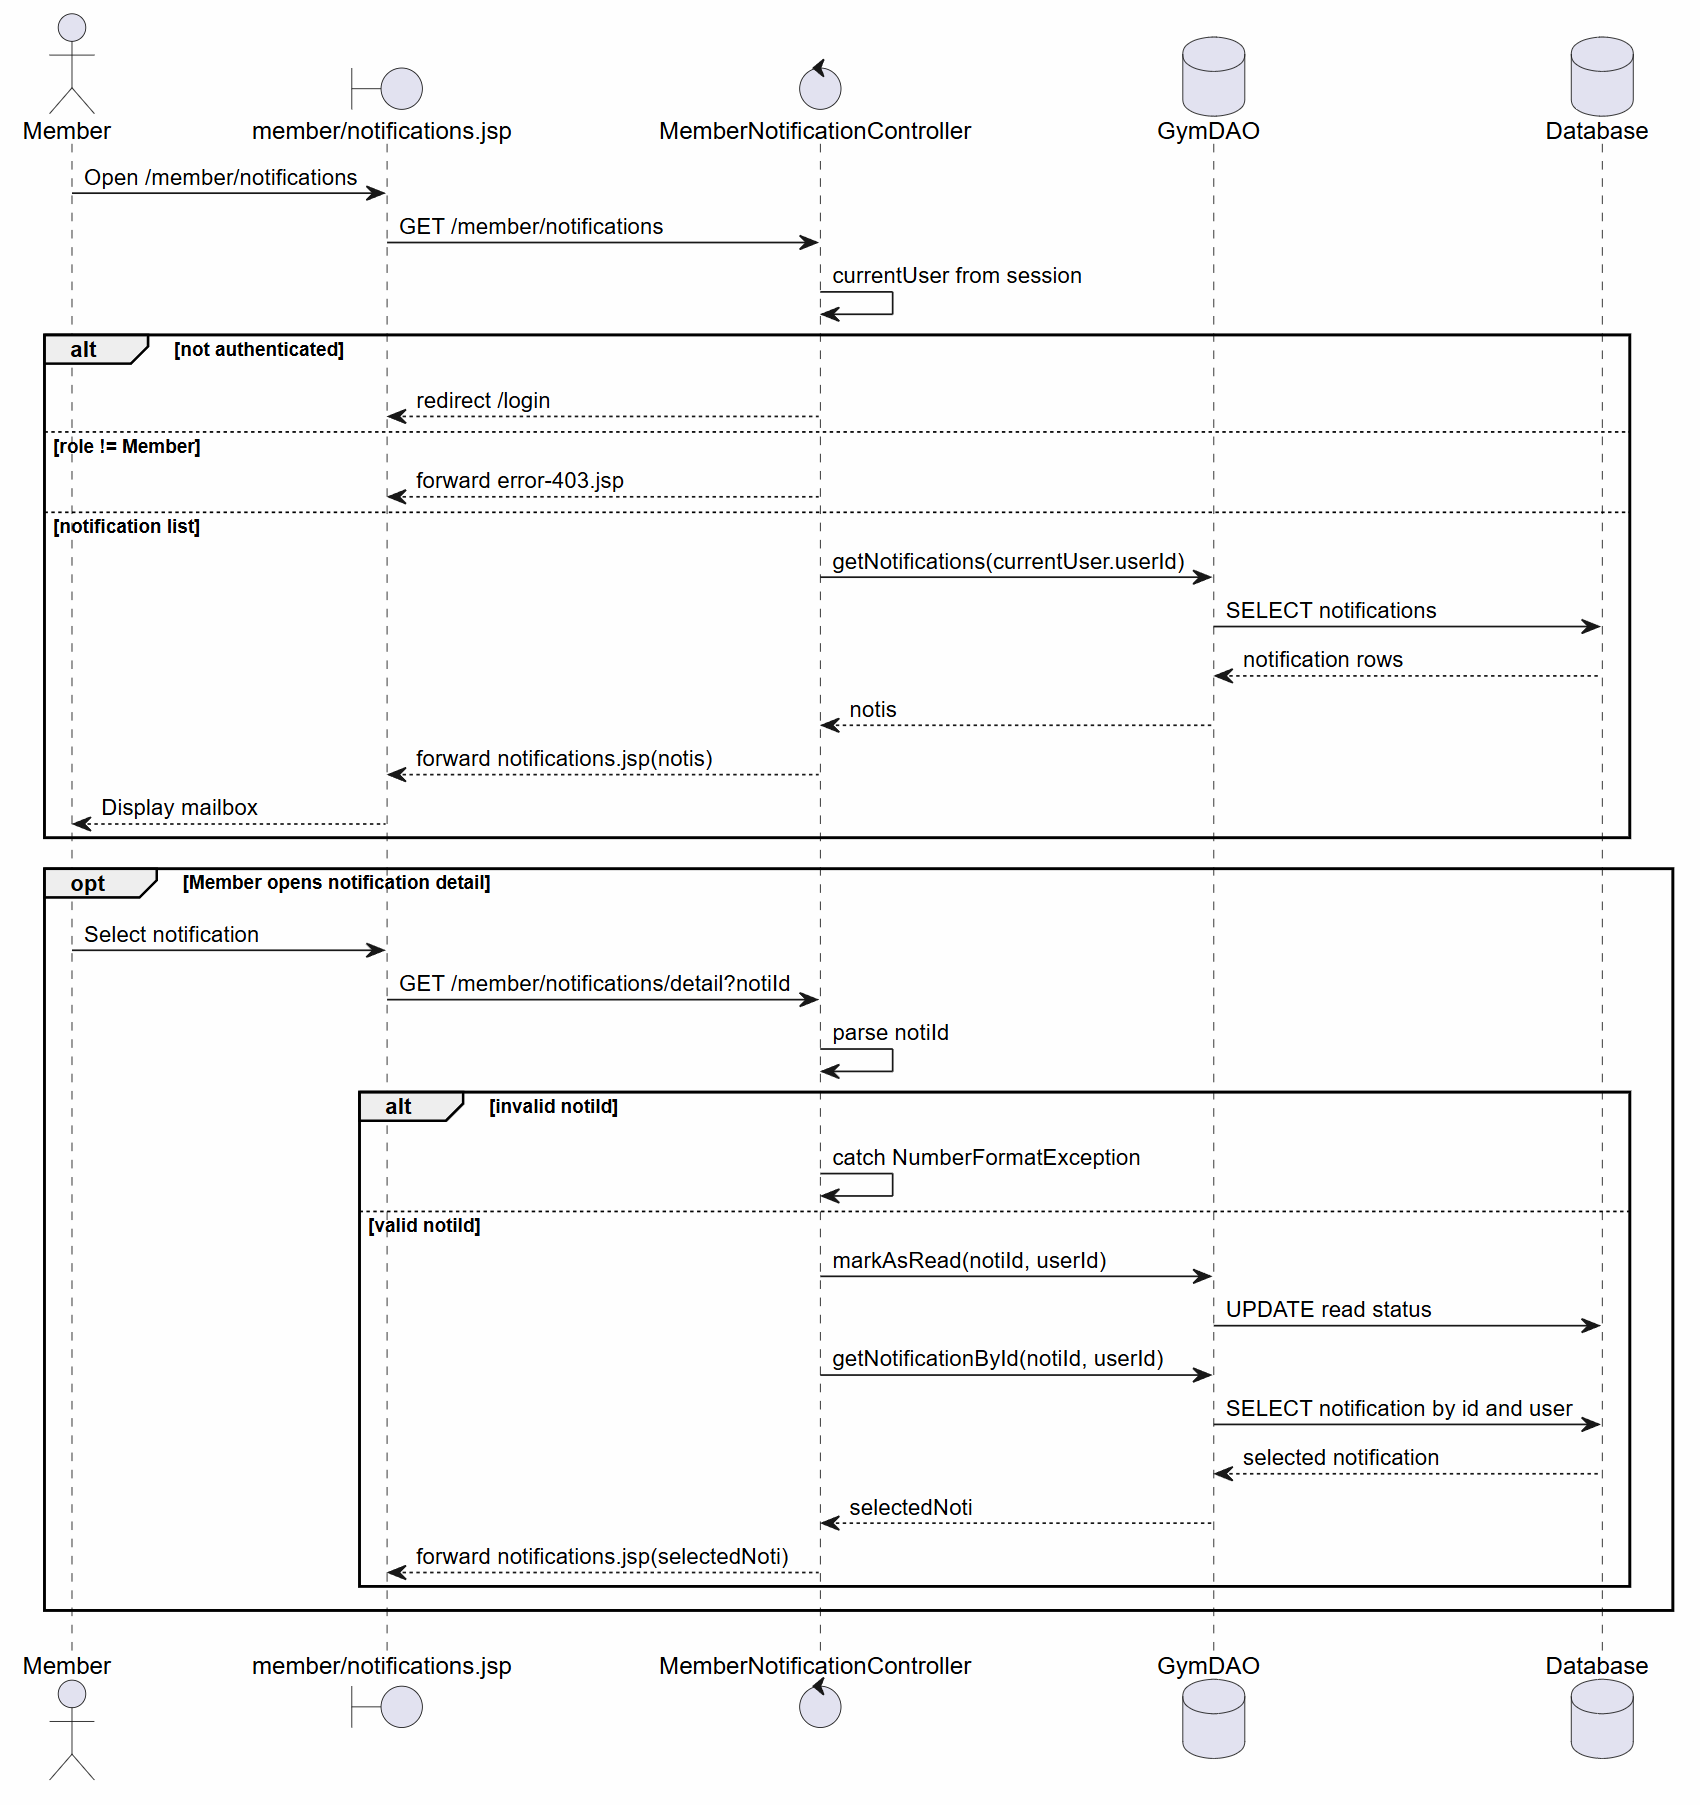 Member
member/notifications.jsp
MemberNotificationController
GymDAO
Database
Open /member/notifications
GET /member/notifications
currentUser from session
alt
[not authenticated]
redirect /login
[role != Member]
forward error-403.jsp
[notification list]
getNotifications(currentUser.userId)
SELECT notifications
notification rows
notis
forward notifications.jsp(notis)
Display mailbox
opt
[Member opens notification detail]
Select notification
GET /member/notifications/detail?notiId
parse notiId
alt
[invalid notiId]
catch NumberFormatException
[valid notiId]
markAsRead(notiId, userId)
UPDATE read status
getNotificationById(notiId, userId)
SELECT notification by id and user
selected notification
selectedNoti
forward notifications.jsp(selectedNoti)
Member
member/notifications.jsp
MemberNotificationController
GymDAO
Database